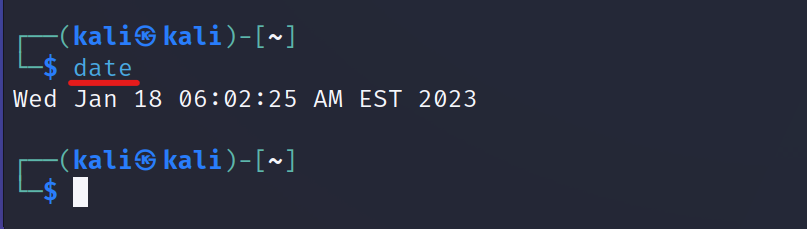 ┌──(kali㉿kali)-[~]
└─$ date
Wed Jan 18 06:02:25 AM EST 2023
┌──(kali㉿kali)-[~]
└─$